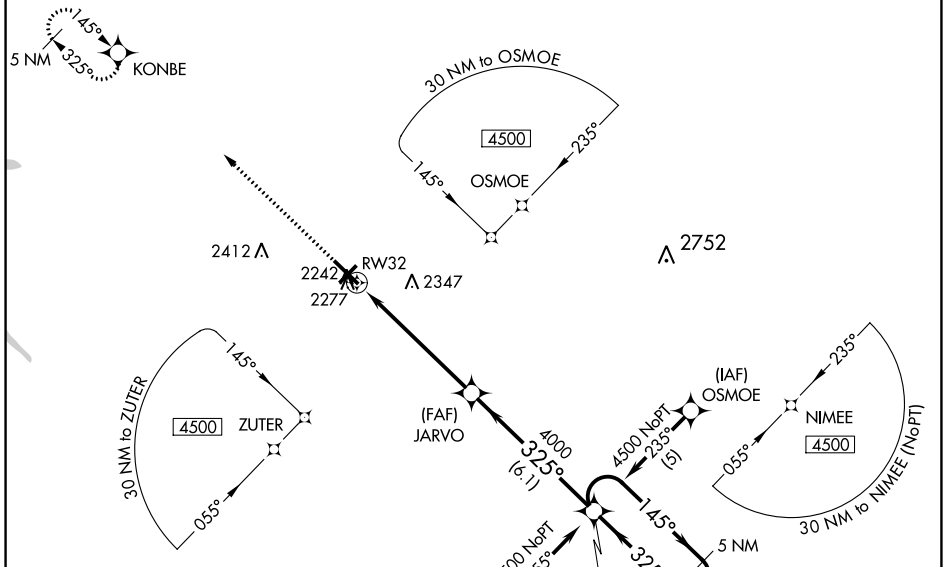 145°
5 NM
325°
KONBE
30 NM to OSMOE
4500
235°
145°
OSMOE
2412
2752
RW32
2242
2347
2277
145°
235°
(IAF)
OSMOE
30 NM to ZUTER
4500
ZUTER
(FAF)
JARVO
4500 NoPT
235°
(5)
NIMEE
4500
4000
325°
(6.1)
055°
30 NM to NIMEE (NoPT)
055°
145°
5 NM